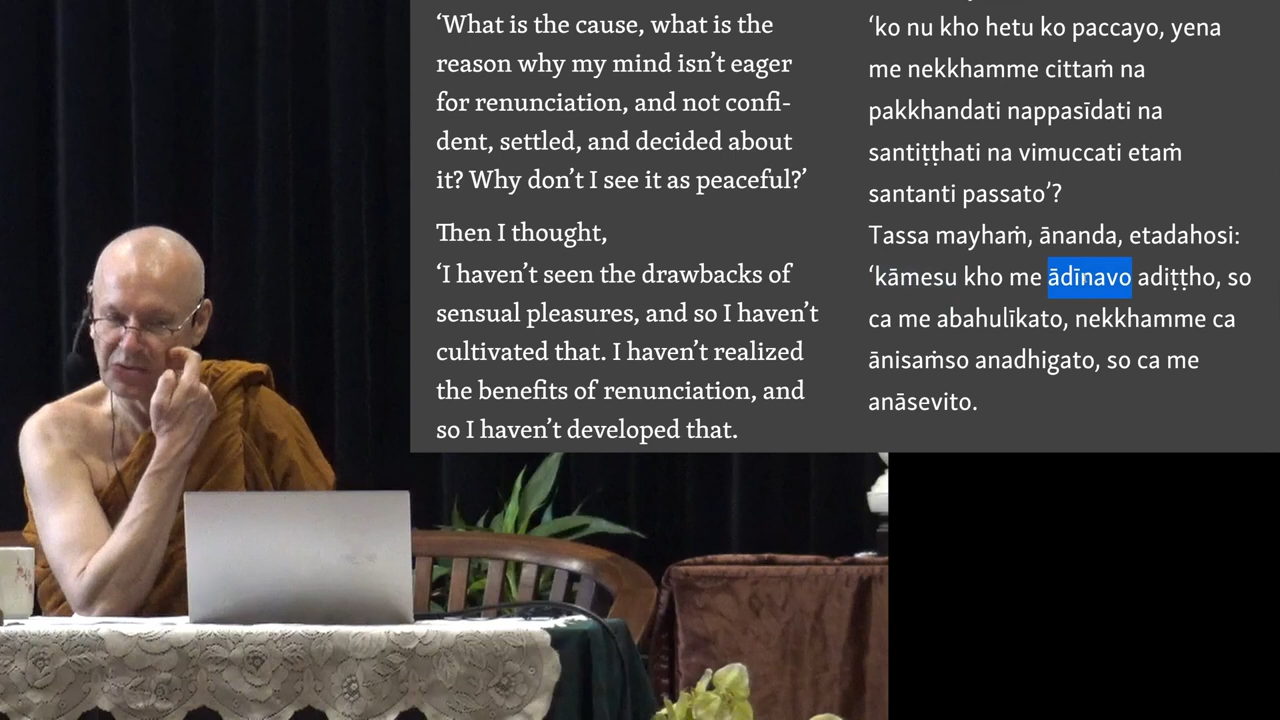 ‘What is the cause, what is the
reason why my mind isn’t eager
for renunciation, and not confi-
dent, settled, and decided about
it? Why don’t I see it as peaceful?’
Then I thought,
‘I haven’t seen the drawbacks of
sensual pleasures, and so I haven’t
cultivated that. I haven’t realized
the benefits of renunciation, and
so I haven’t developed that.
‘ko nu kho hetu ko paccayo, yena
me nekkhamme cittaṁ na
pakkhandati nappasīdati na
santiṭṭhati na vimuccati etaṁ
santanti passato’?
Tassa mayhaṁ, ānanda, etadahosi:
‘kāmesu kho me ādīnavo adiṭṭho, so
ca me abahulīkato, nekkhamme ca
ānisaṁso anadhigato, so ca me
anāsevito.